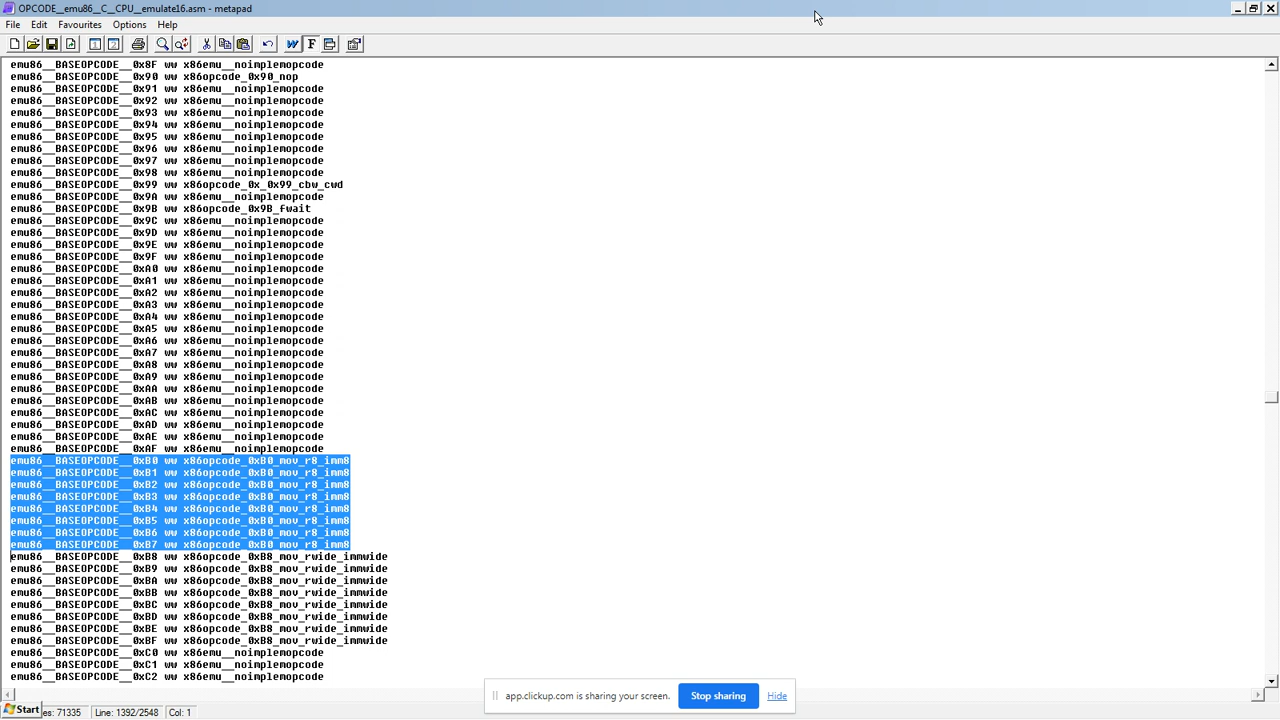 OPCODE__emu86__C__CPU__emulate16.asm - metapad
File Edit Favourites Options Help
emu86__BASEOPCODE__0x8F ww x86emu__noimplemopcode
emu86__BASEOPCODE__0x90 ww x86opcode_0x90_nop
emu86__BASEOPCODE__0x91 ww x86emu__noimplemopcode
emu86__BASEOPCODE__0x92 ww x86emu__noimplemopcode
emu86__BASEOPCODE__0x93 ww x86emu__noimplemopcode
emu86__BASEOPCODE__0x94 ww x86emu__noimplemopcode
emu86__BASEOPCODE__0x95 ww x86emu__noimplemopcode
emu86__BASEOPCODE__0x96 ww x86emu__noimplemopcode
emu86__BASEOPCODE__0x97 ww x86emu__noimplemopcode
emu86__BASEOPCODE__0x98 ww x86emu__noimplemopcode
emu86__BASEOPCODE__0x99 ww x86opcode_0x_0x99_cbw_cwd
emu86__BASEOPCODE__0x9A ww x86emu__noimplemopcode
emu86__BASEOPCODE__0x9B ww x86opcode_0x9B_fwait
emu86__BASEOPCODE__0x9C ww x86emu__noimplemopcode
emu86__BASEOPCODE__0x9D ww x86emu__noimplemopcode
emu86__BASEOPCODE__0x9E ww x86emu__noimplemopcode
emu86__BASEOPCODE__0x9F ww x86emu__noimplemopcode
emu86__BASEOPCODE__0xA0 ww x86emu__noimplemopcode
emu86__BASEOPCODE__0xA1 ww x86emu__noimplemopcode
emu86__BASEOPCODE__0xA2 ww x86emu__noimplemopcode
emu86__BASEOPCODE__0xA3 ww x86emu__noimplemopcode
emu86__BASEOPCODE__0xA4 ww x86emu__noimplemopcode
emu86__BASEOPCODE__0xA5 ww x86emu__noimplemopcode
emu86__BASEOPCODE__0xA6 ww x86emu__noimplemopcode
emu86__BASEOPCODE__0xA7 ww x86emu__noimplemopcode
emu86__BASEOPCODE__0xA8 ww x86emu__noimplemopcode
emu86__BASEOPCODE__0xA9 ww x86emu__noimplemopcode
emu86__BASEOPCODE__0xAA ww x86emu__noimplemopcode
emu86__BASEOPCODE__0xAB ww x86emu__noimplemopcode
emu86__BASEOPCODE__0xAC ww x86emu__noimplemopcode
emu86__BASEOPCODE__0xAD ww x86emu__noimplemopcode
emu86__BASEOPCODE__0xAE ww x86emu__noimplemopcode
emu86__BASEOPCODE__0xAF ww x86emu__noimplemopcode
emu86__BASEOPCODE__0xB0 ww x86opcode_0xB0_mov_r8_imm8
emu86__BASEOPCODE__0xB1 ww x86opcode_0xB0_mov_r8_imm8
emu86__BASEOPCODE__0xB2 ww x86opcode_0xB0_mov_r8_imm8
emu86__BASEOPCODE__0xB3 ww x86opcode_0xB0_mov_r8_imm8
emu86__BASEOPCODE__0xB4 ww x86opcode_0xB0_mov_r8_imm8
emu86__BASEOPCODE__0xB5 ww x86opcode_0xB0_mov_r8_imm8
emu86__BASEOPCODE__0xB6 ww x86opcode_0xB0_mov_r8_imm8
emu86__BASEOPCODE__0xB7 ww x86opcode_0xB0_mov_r8_imm8
emu86__BASEOPCODE__0xB8 ww x86opcode_0xB8_mov_rwide_immwide
emu86__BASEOPCODE__0xB9 ww x86opcode_0xB8_mov_rwide_immwide
emu86__BASEOPCODE__0xBA ww x86opcode_0xB8_mov_rwide_immwide
emu86__BASEOPCODE__0xBB ww x86opcode_0xB8_mov_rwide_immwide
emu86__BASEOPCODE__0xBC ww x86opcode_0xB8_mov_rwide_immwide
emu86__BASEOPCODE__0xBD ww x86opcode_0xB8_mov_rwide_immwide
emu86__BASEOPCODE__0xBE ww x86opcode_0xB8_mov_rwide_immwide
emu86__BASEOPCODE__0xBF ww x86opcode_0xB8_mov_rwide_immwide
emu86__BASEOPCODE__0xC0 ww x86emu__noimplemopcode
emu86__BASEOPCODE__0xC1 ww x86emu__noimplemopcode
emu86__BASEOPCODE__0xC2 ww x86emu__noimplemopcode
app.clickup.com is sharing your screen. Stop sharing Hide
Start es: 71335 Line: 1392/2548 Col: 1